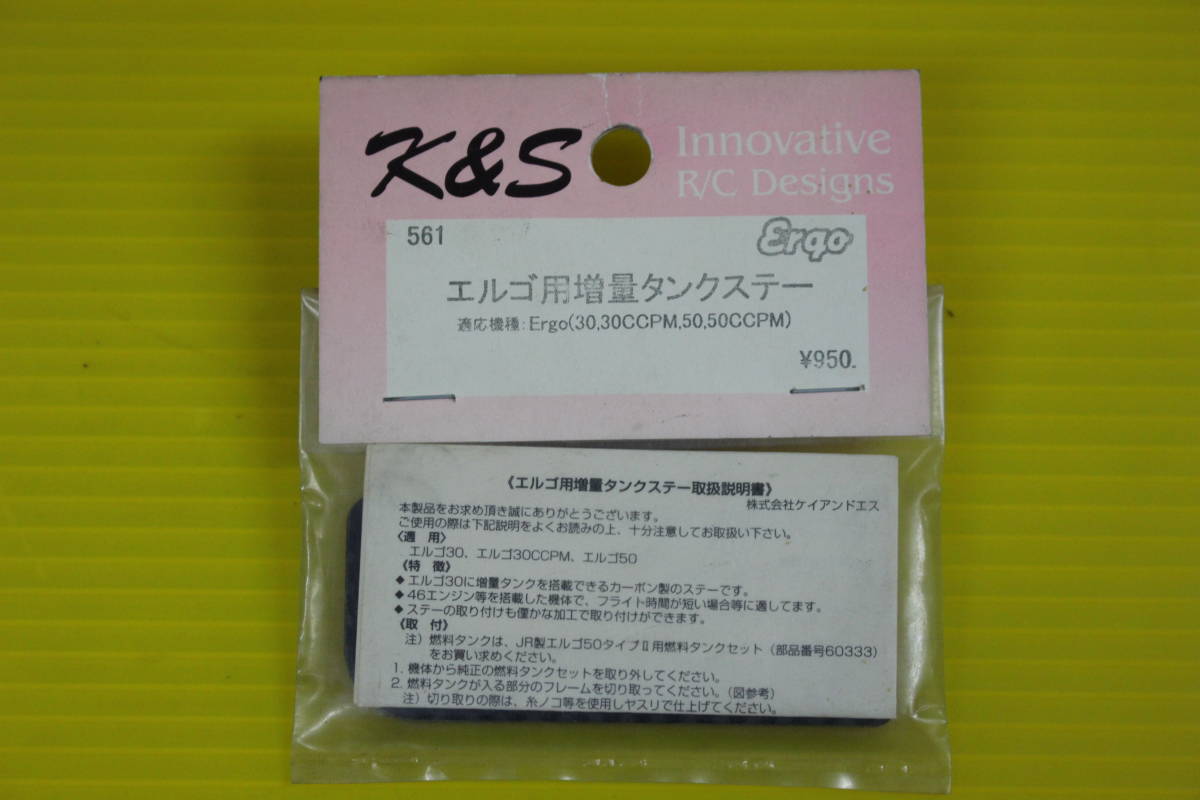 K&S
Innovative
R/C Designs
561
Ergo
エルゴ用増量タンクステー
適応機種:Ergo(30,30CCPM,50,50CCPM)
¥950.
《エルゴ用増量タンクステー取扱説明書》
株式会社ケイアンドエス
本製品をお求め頂き誠にありがとうございます。
ご使用の際は下記説明をよくお読みの上、十分注意してお取扱い下さい。
《適 用》
エルゴ30、エルゴ30CCPM、エルゴ50
《特 徴》
◆エルゴ30に増量タンクを搭載できるカーボン製のステーです。
◆46エンジン等を搭載した機体で、フライト時間が短い場合等に適してます。
◆ステーの取り付けも僅かな加工で取り付けができます。
《取 付》
注)燃料タンクは、JR製エルゴ50タイプⅡ用燃料タンクセット(部品番号60333)
をお買い求めください。
1. 機体から純正の燃料タンクセットを取り外してください。
2. 燃料タンクが入る部分のフレームを切り取ってください。(図参考)
注)切り取りの際は、糸ノコ等を使用しヤスリで仕上げてください。